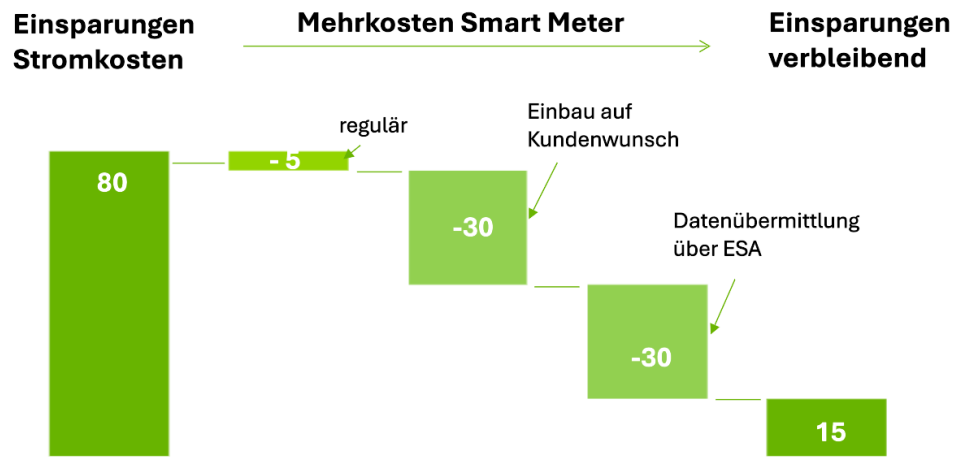 Einsparungen
Stromkosten
Mehrkosten Smart Meter
Einsparungen
verbleibend
regulär
Einbau auf
Kundenwunsch
Datenübermittlung
über ESA
80
- 5
-30
-30
15